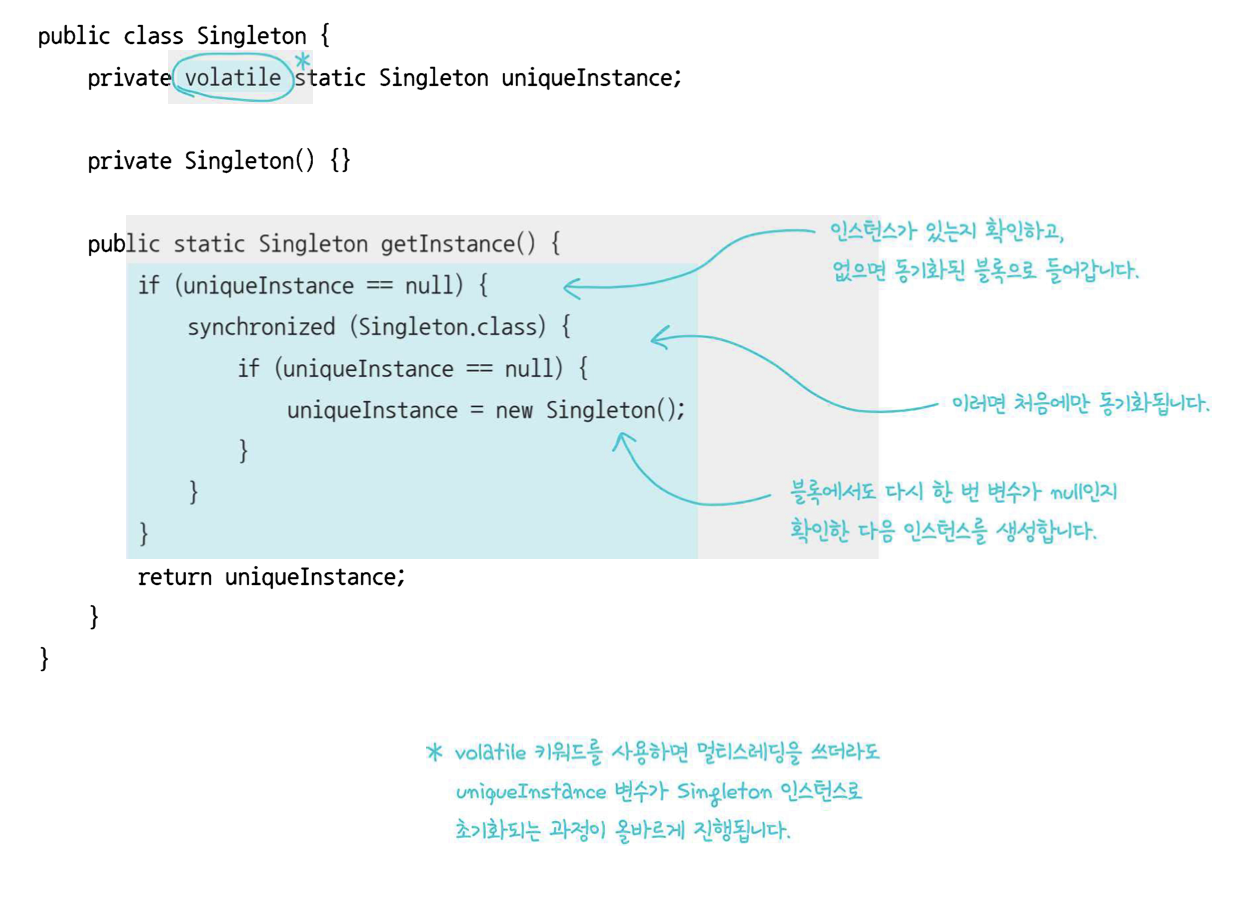 public class Singleton {
private volatile * static Singleton uniqueInstance;
private Singleton() {}
public static Singleton getInstance() {
인스턴스가 있는지 확인하고,
없으면 동기화된 블록으로 들어갑니다.
if (uniqueInstance == null) {
synchronized (Singleton.class) {
if (uniqueInstance == null) {
이러면 처음에만 동기화됩니다.
uniqueInstance = new Singleton();
}
블록에서도 다시 한 번 변수가 null인지
확인한 다음 인스턴스를 생성합니다.
}
}
return uniqueInstance;
}
}
* volatile 키워드를 사용하면 멀티스레딩을 쓰더라도
uniqueInstance 변수가 Singleton 인스턴스로
초기화되는 과정이 올바르게 진행됩니다.